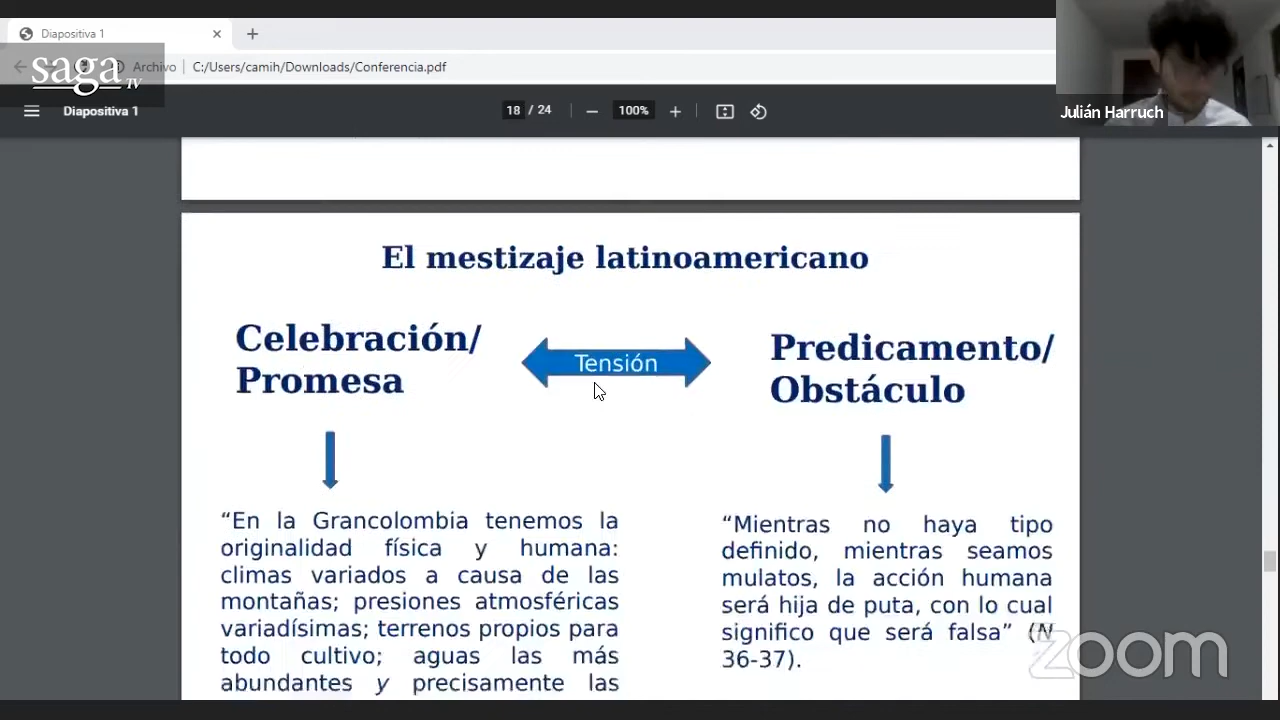 Diapositiva 1
saga TV
Archivo | C:/Users/camih/Downloads/Conferencia.pdf
Diapositiva 1
18 / 24
100%
Julián Harruch
El mestizaje latinoamericano
Celebración/
Promesa
Tensión
Predicamento/
Obstáculo
“En la Grancolombia tenemos la
originalidad física y humana:
climas variados a causa de las
montañas; presiones atmosféricas
variadísimas; terrenos propios para
todo cultivo; aguas las más
abundantes y precisamente las
“Mientras no haya tipo
definido, mientras seamos
mulatos, la acción humana
será hija de puta, con lo cual
significo que será falsa” (N
36-37).
zoom